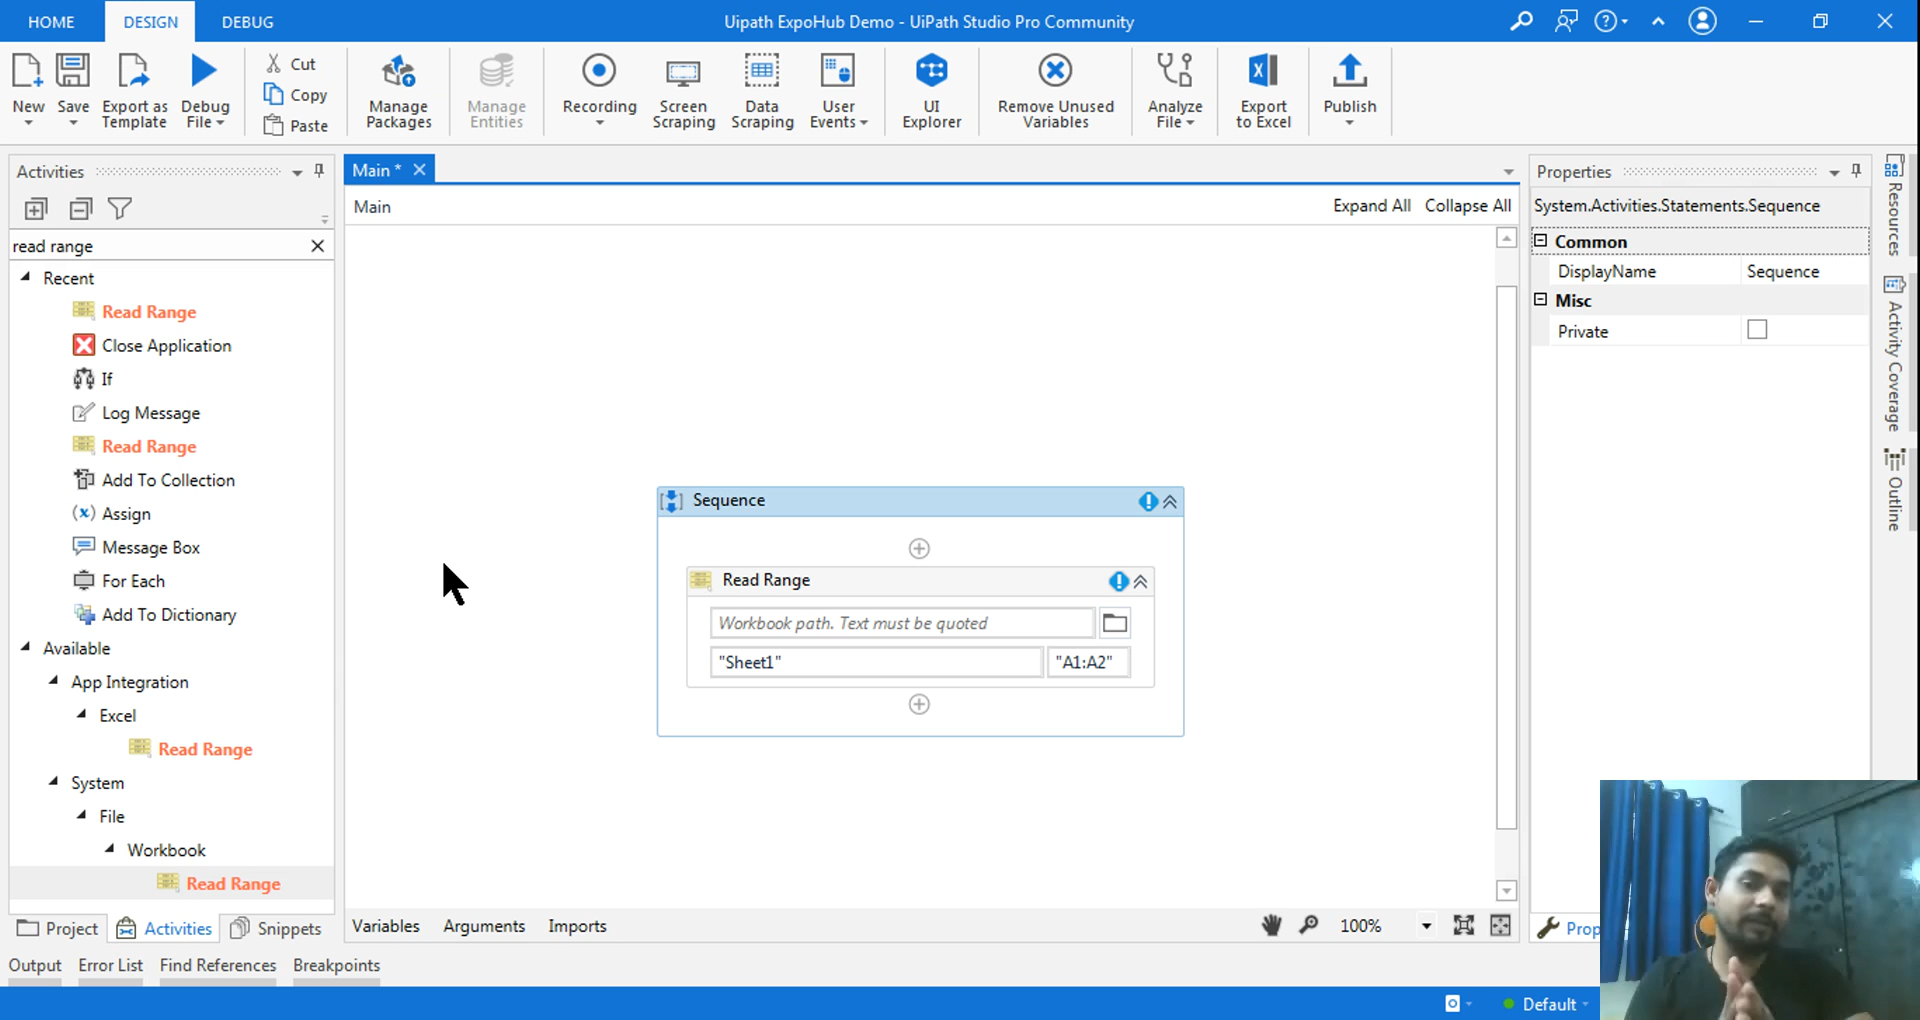 HOME DESIGN DEBUG Uipath ExpoHub Demo - UiPath Studio Pro Community
New Save Export as Template Debug File Cut Copy Paste Manage Packages Manage Entities Recording Screen Scraping Data Scraping User Events UI Explorer Remove Unused Variables Analyze File Export to Excel Publish
Activities
read range
Recent
Read Range
Close Application
If
Log Message
Read Range
Add To Collection
Assign
Message Box
For Each
Add To Dictionary
Available
App Integration
Excel
Read Range
System
File
Workbook
Read Range
Project Activities Snippets
Main *
Main Expand All Collapse All
Sequence
Read Range
Workbook path. Text must be quoted
"Sheet1" "A1:A2"
Variables Arguments Imports 100%
Properties
System.Activities.Statements.Sequence
Common
DisplayName Sequence
Misc
Private
Prop
Resources
Activity Coverage
Outline
Output Error List Find References Breakpoints
Default